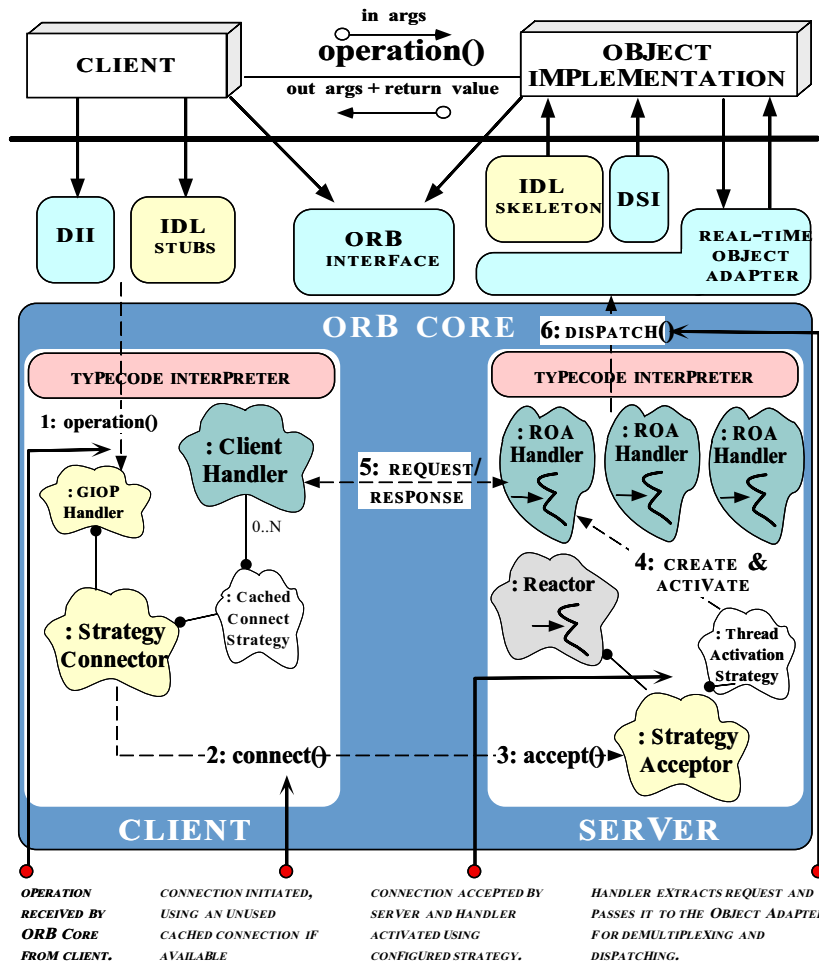 in args
operation()
out args + return value
CLIENT
OBJECT
IMPLEMENTATION
DII
IDL
STUBS
ORB
INTERFACE
IDL
SKELETON
DSI
REAL-TIME
OBJECT
ADAPTER
ORB CORE
6: DISPATCH()
TYPECODE INTERPRETER
TYPECODE INTERPRETER
1: operation()
: Client
Handler
: GIOP
Handler
0..N
: Cached
Connect
Strategy
: Strategy
Connector
5: REQUEST/
RESPONSE
: ROA
Handler
: ROA
Handler
: ROA
Handler
4: CREATE &
ACTIVATE
: Reactor
: Thread
Activation
Strategy
2: connect()
3: accept()
: Strategy
Acceptor
CLIENT
SERVER
OPERATION
RECEIVED BY
ORB CORE
FROM CLIENT.
CONNECTION INITIATED,
USING AN UNUSED
CACHED CONNECTION IF
AVAILABLE
CONNECTION ACCEPTED BY
SERVER AND HANDLER
ACTIVATED USING
CONFIGURED STRATEGY.
HANDLER EXTRACTS REQUEST AND
PASSES IT TO THE OBJECT ADAPTE
FOR DEMULTIPLEXING AND
DISPATCHING.